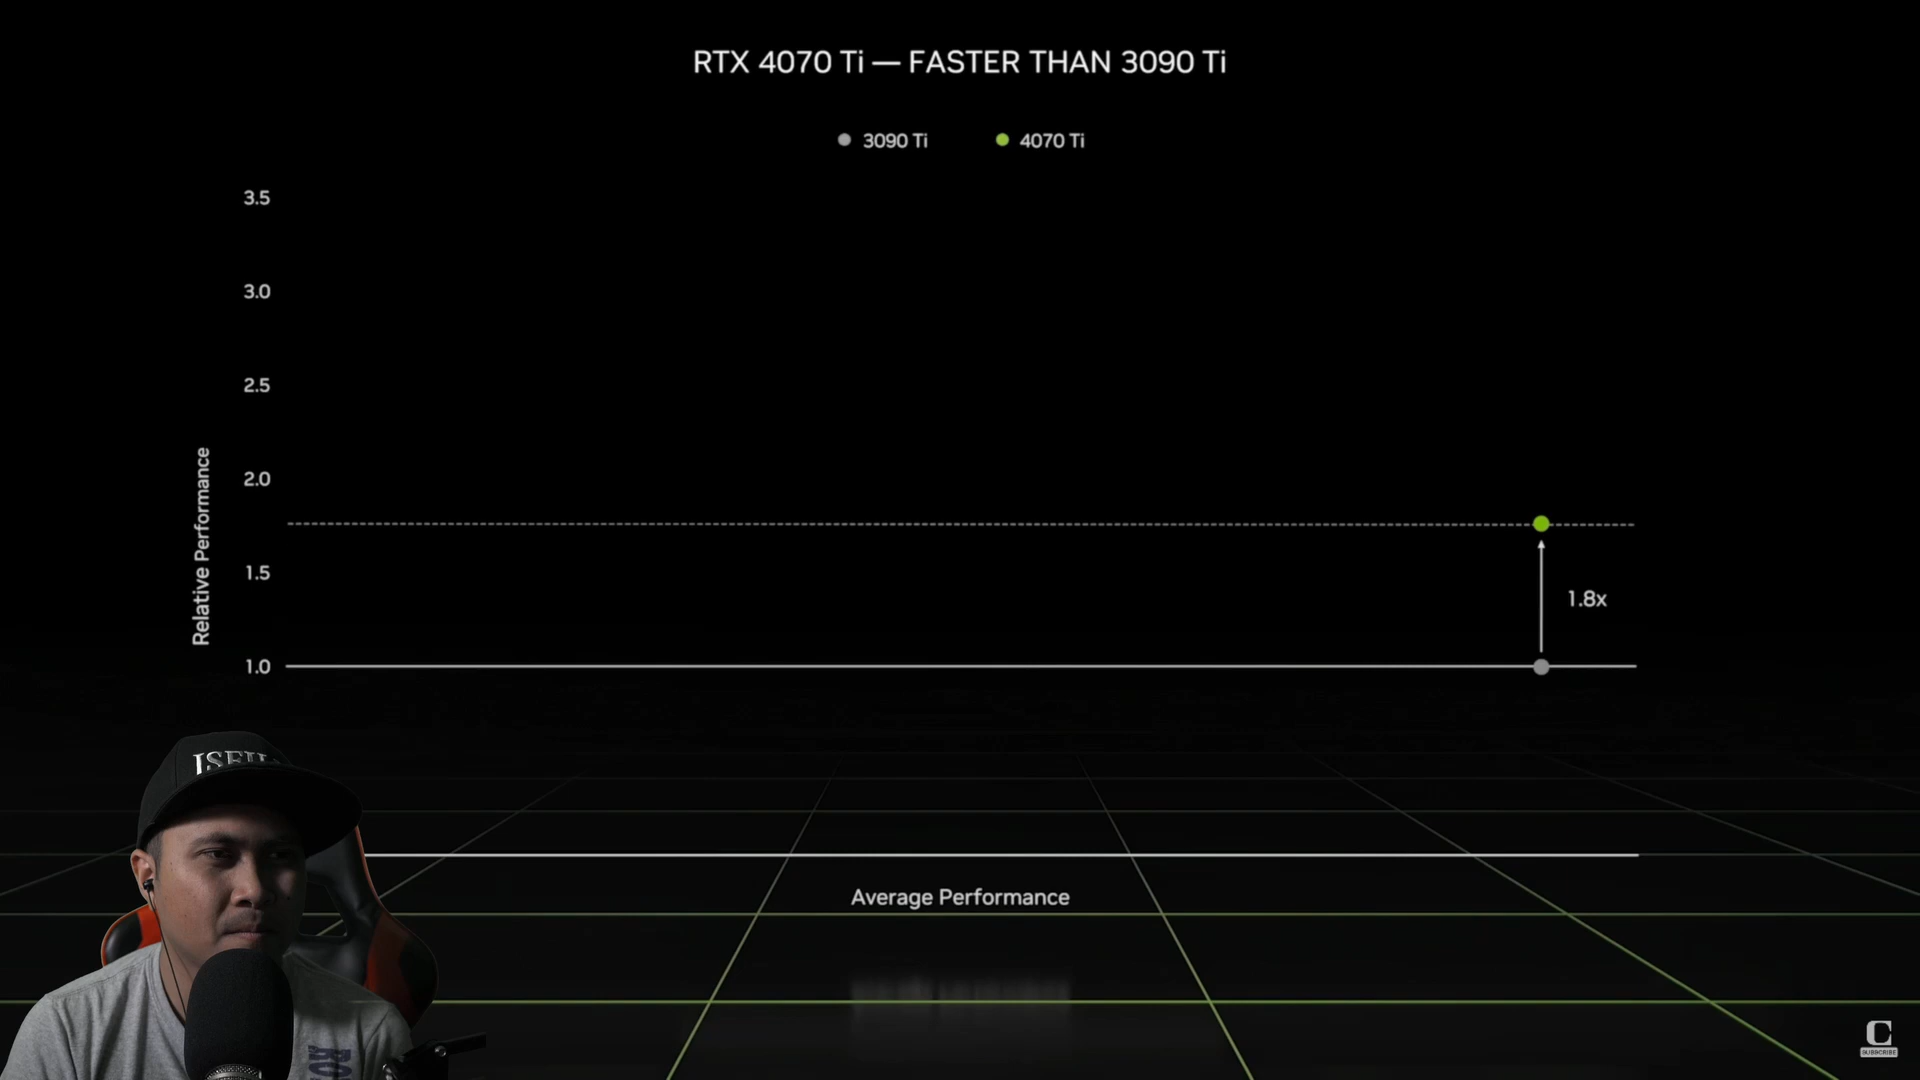 RTX 4070 Ti — FASTER THAN 3090 Ti
3090 Ti
4070 Ti
3.5
3.0
2.5
2.0
1.5
1.0
Relative Performance
1.8x
Average Performance
C
SUBSCRIBE